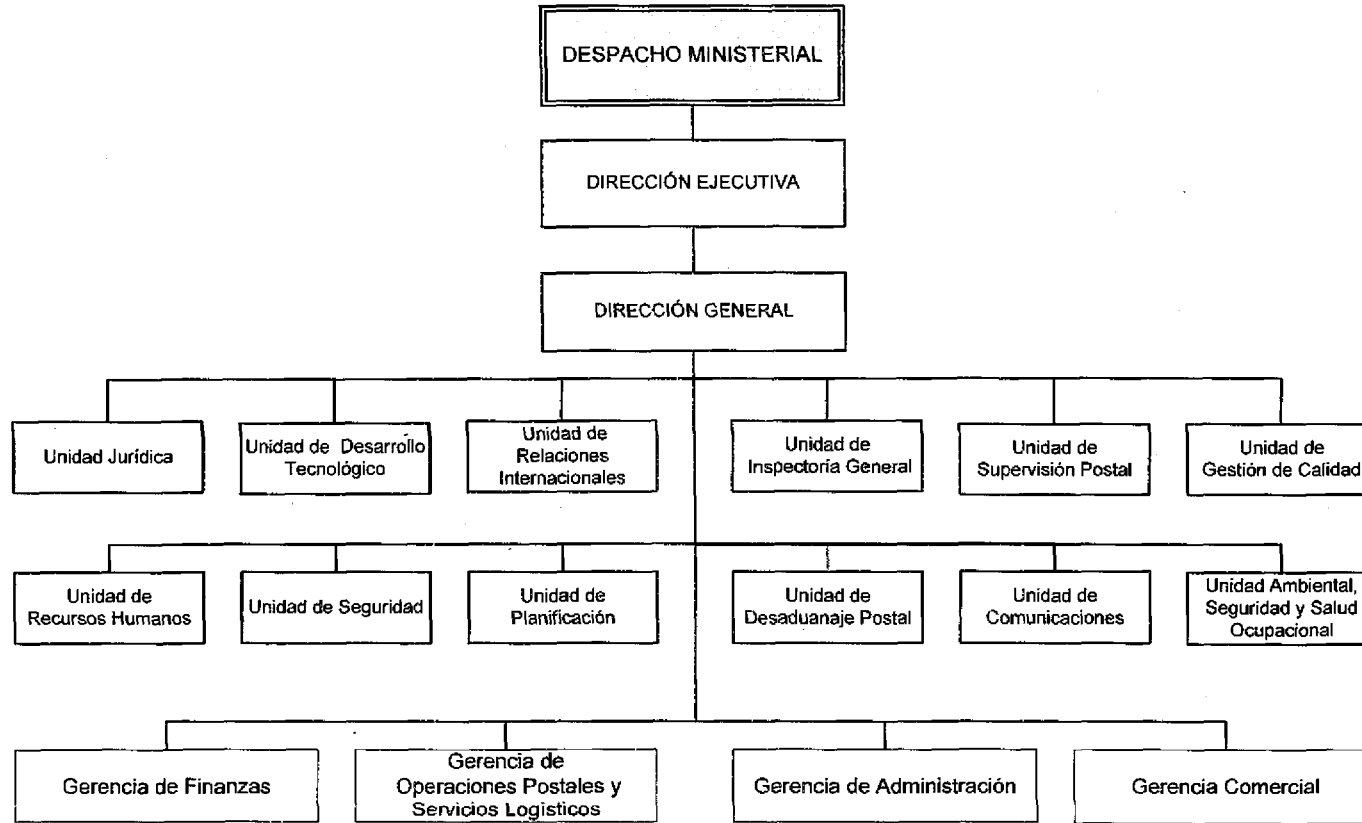 DESPACHO MINISTERIAL
DIRECCIÓN EJECUTIVA
DIRECCIÓN GENERAL
Unidad Jurídica
Unidad de Desarrollo
Tecnológico
Unidad de
Relaciones
Internacionales
Unidad de
Inspectoría General
Unidad de
Supervisión Postal
Unidad de
Gestión de Calidad
Unidad de
Recursos Humanos
Unidad de Seguridad
Unidad de
Planificación
Unidad de
Desaduanaje Postal
Unidad de
Comunicaciones
Unidad Ambiental,
Seguridad y Salud
Ocupacional
Gerencia de Finanzas
Gerencia de
Operaciones Postales y
Servicios Logísticos
Gerencia de Administración
Gerencia Comercial